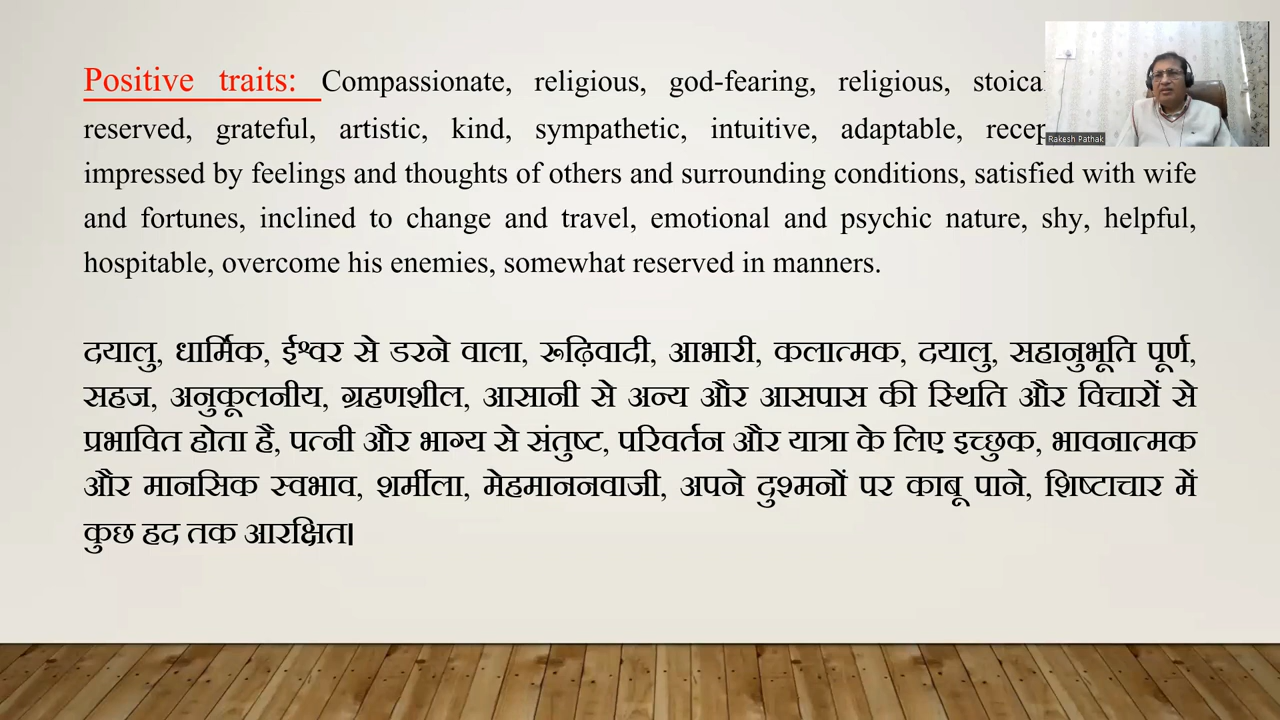 Positive traits: Compassionate, religious, god-fearing, religious, stoical
reserved, grateful, artistic, kind, sympathetic, intuitive, adaptable,
Rakesh Pathak
impressed by feelings and thoughts of others and surrounding conditions, satisfied with wife
and fortunes, inclined to change and travel, emotional and psychic nature, shy, helpful,
hospitable, overcome his enemies, somewhat reserved in manners.
दयालु, धार्मिक, ईश्वर से डरने वाला, रूढ़िवादी, आभारी, कलात्मक, दयालु, सहानुभूति पूर्ण,
सहज, अनुकूलनीय, ग्रहणशील, आसानी से अन्य और आसपास की स्थिति और विचारों से
प्रभावित होता है, पत्नी और भाग्य से संतुष्ट, परिवर्तन और यात्रा के लिए इच्छुक, भावनात्मक
और मानसिक स्वभाव, शर्मीला, मेहमाननवाजी, अपने दुश्मनों पर काबू पाने, शिष्टाचार में
कुछ हद तक आरक्षित।